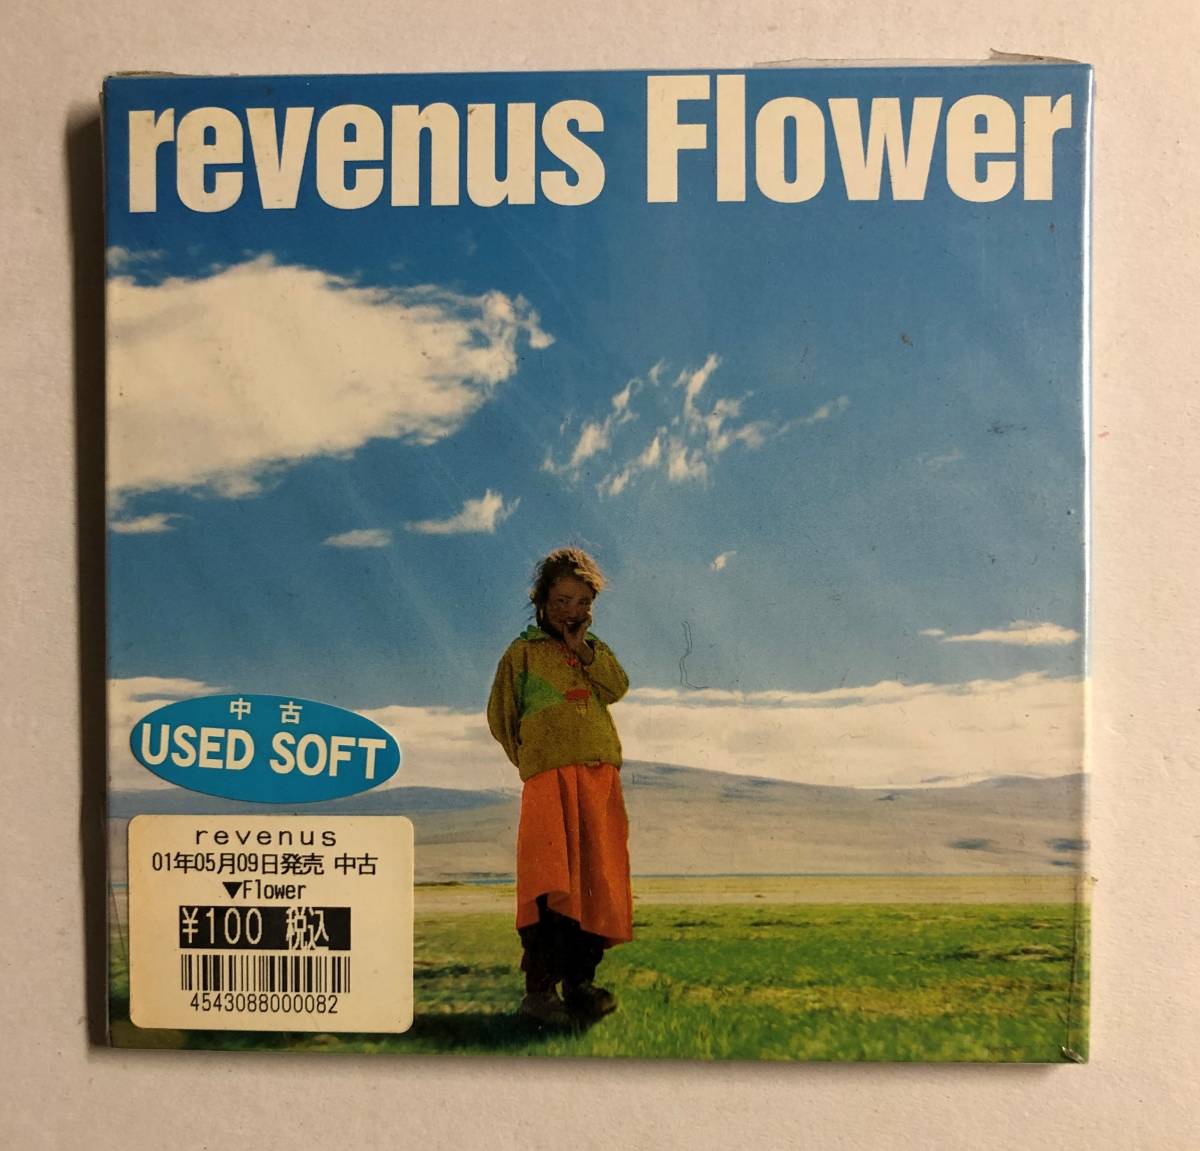 revenus Flower
中古
USED SOFT
revenus
01年05月09日発売 中古
▼Flower
¥100 税込
4543088000082